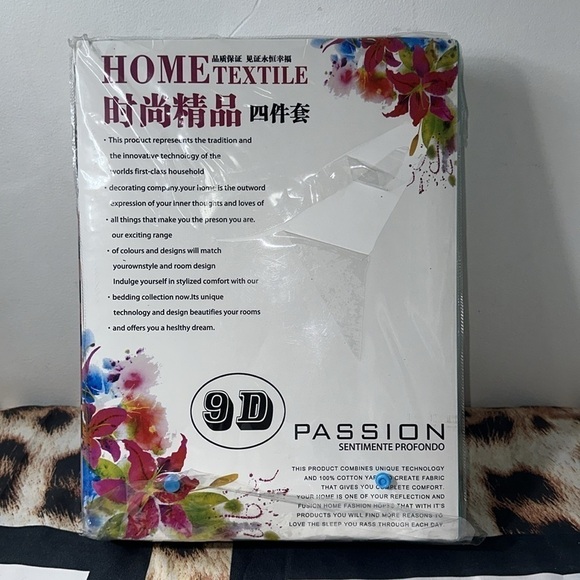 品质保证 见证永恒幸福
HOME TEXTILE
时尚精品 四件套
• This product represents the tradition and
the innovative technology of the
worlds first-class household
• decorating company.your home is the outword
expression of your inner thoughts and loves of
• all things that make you the preson you are.
our exciting range
• of colours and designs will match
yourownstyle and room design
Indulge yourself in stylized comfort with our
• bedding collection now.Its unique
technology and design beautifies your rooms
• and offers you a heslthy dream.
9D
PASSION
SENTIMENTE PROFONDO
THIS PRODUCT COMBINES UNIQUE TECHNOLOGY
AND 100% COTTON CREATE FABRIC
THAT GIVES YOU COMPLETE COMFORT.
YOUR HOME IS ONE OF YOUR REFLECTION AND
FUSION HOME FASHION HOPES THAT WITH IT'S
PRODUCTS YOU WILL FIND MORE REASONS TO
LOVE THE SLEEP YOU RASS THROUGH EACH DAY.